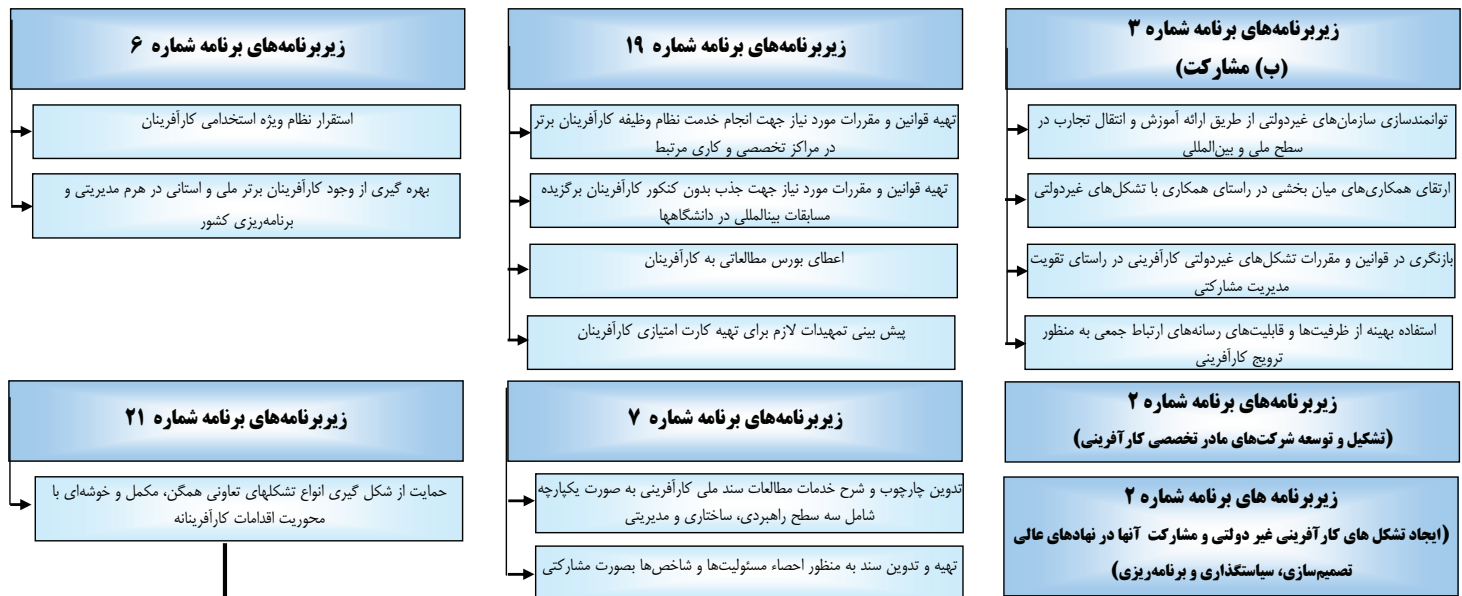 زیربرنامه‌های برنامه شماره ۳
(ب) مشارکت)
توانمندسازی سازمان‌های غیردولتی از طریق ارائه آموزش و انتقال تجارب در
سطح ملی و بین‌المللی
ارتقای همکاری‌های میان بخشی در راستای همکاری با تشکل‌های غیردولتی
بازنگری در قوانین و مقررات تشکل‌های غیردولتی کارآفرینی در راستای تقویت
مدیریت مشارکتی
استفاده بهینه از ظرفیت‌ها و قابلیت‌های رسانه‌های ارتباط جمعی به منظور
ترویج کارآفرینی
زیربرنامه‌های برنامه شماره ۱۹
تهیه قوانین و مقررات مورد نیاز جهت انجام خدمت نظام وظیفه کارآفرینان برتر
در مراکز تخصصی و کاری مرتبط
تهیه قوانین و مقررات مورد نیاز جهت جذب بدون کنکور کارآفرینان برگزیده
مسابقات بینالمللی در دانشگاهها
اعطای بورس مطالعاتی به کارآفرینان
پیش بینی تمهیدات لازم برای تهیه کارت امتیازی کارآفرینان
زیربرنامه‌های برنامه شماره ۶
استقرار نظام ویژه استخدامی کارآفرینان
بهره گیری از وجود کارآفرینان برتر ملی و استانی در هرم مدیریتی و
برنامه‌ریزی کشور
زیربرنامه‌های برنامه شماره ۲
(تشکیل و توسعه شرکت‌های مادر تخصصی کارآفرینی)
زیربرنامه های برنامه شماره ۲
(ایجاد تشکل های کارآفرینی غیر دولتی و مشارکت آنها در نهادهای عالی
تصمیم‌سازی، سیاستگذاری و برنامه‌ریزی)
زیربرنامه‌های برنامه شماره ۷
تدوین چارچوب و شرح خدمات مطالعات سند ملی کارآفرینی به صورت یکپارچه
شامل سه سطح راهبردی، ساختاری و مدیریتی
تهیه و تدوین سند به منظور احصاء مسئولیت‌ها و شاخص‌ها بصورت مشارکتی
زیربرنامه‌های برنامه شماره ۲۱
حمایت از شکل گیری انواع تشکلهای تعاونی همگن، مکمل و خوشه‌ای با
محوریت اقدامات کارآفرینانه